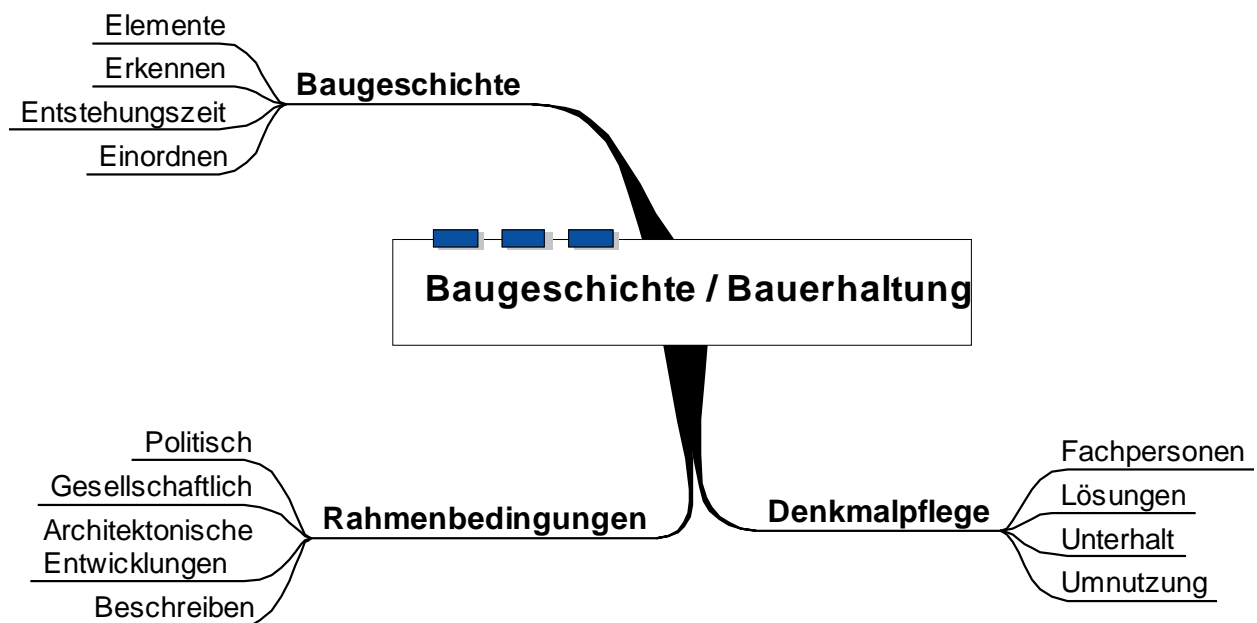 Elemente
Erkennen
Entstehungszeit
Einordnen
Baugeschichte
Baugeschichte / Bauerhaltung
Politisch
Gesellschaftlich
Architektonische
Entwicklungen
Beschreiben
Rahmenbedingungen
Denkmalpflege
Fachpersonen
Lösungen
Unterhalt
Umnutzung